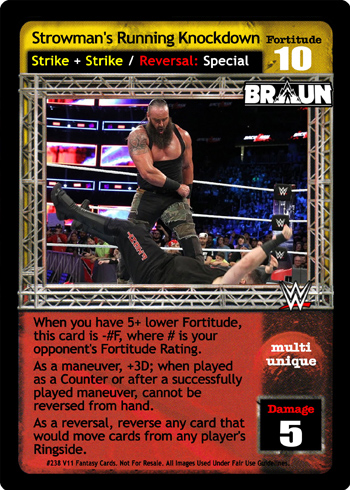 Strowman's Running Knockdown
Fortitude
10
Strike + Strike / Reversal: Special
BRAUN
When you have 5+ lower Fortitude,
this card is -#F, where # is your
opponent's Fortitude Rating.
As a maneuver, +3D; when played
as a Counter or after a successfully
played maneuver, cannot be
reversed from hand.
As a reversal, reverse any card that
would move cards from any player's
Ringside.
multi
unique
Damage
5
#238 V11 Fantasy Cards. Not For Resale. All Images Used Under Fair Use Guidelines.